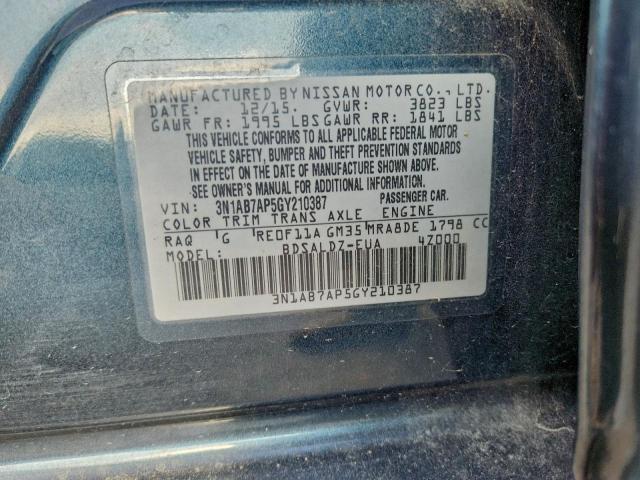 MANUFACTURED BY NISSAN MOTOR CO., LTD.
DATE: 12/15. GVWR: 3823 LBS
GAWR FR: 1995 LBS GAWR RR: 1841 LBS
THIS VEHICLE CONFORMS TO ALL APPLICABLE FEDERAL MOTOR
VEHICLE SAFETY, BUMPER AND THEFT PREVENTION STANDARDS
IN EFFECT ON THE DATE OF MANUFACTURE SHOWN ABOVE.
SEE OWNER'S MANUAL FOR ADDITIONAL INFORMATION
VIN: 3N1AB7AP5GY210387 PASSENGER CAR.
COLOR TRIM TRANS AXLE ENGINE
RAQ G RE0F11A GM35 MRA8DE 1798 CC
MODEL: BDSALDZ-EUA 4Z000
3N1AB7AP5GY210387